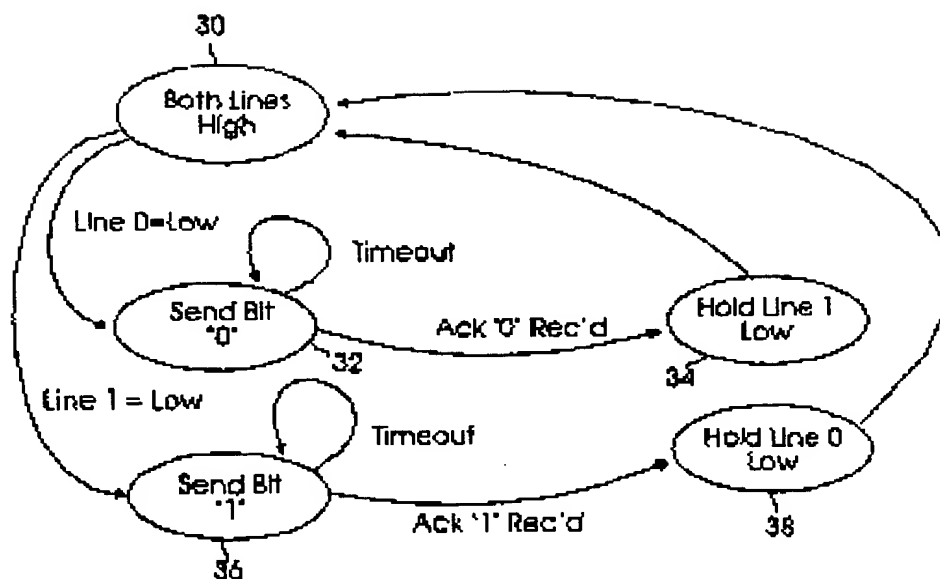 30
Both Lines
High
Line 0=Low
Timeout
Send Bit
"0"
32
Ack "0" Rec'd
Hold Line 1
Low
34
Line 1 = Low
Timeout
Send Bit
"1"
36
Ack "1" Rec'd
Hold Line 0
Low
38